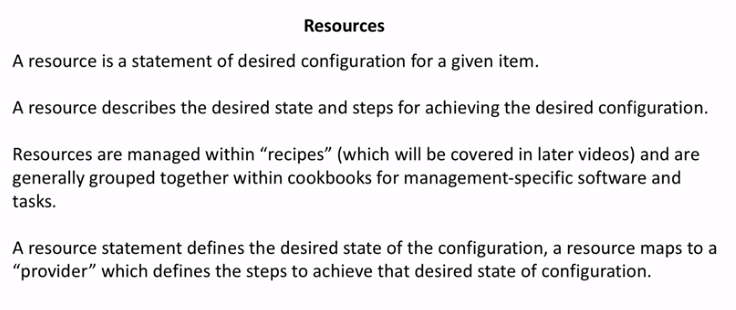 Resources
A resource is a statement of desired configuration for a given item.
A resource describes the desired state and steps for achieving the desired configuration.
Resources are managed within “recipes” (which will be covered in later videos) and are
generally grouped together within cookbooks for management-specific software and
tasks.
A resource statement defines the desired state of the configuration, a resource maps to a
“provider” which defines the steps to achieve that desired state of configuration.